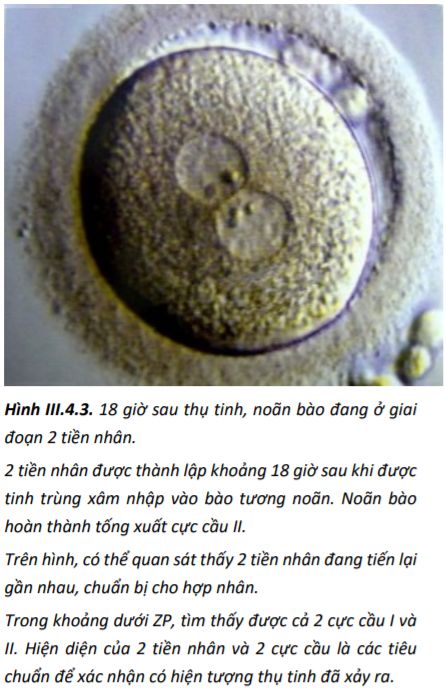 Hình III.4.3. 18 giờ sau thụ tinh, noãn bào đang ở giai
đoạn 2 tiền nhân.
2 tiền nhân được thành lập khoảng 18 giờ sau khi được
tinh trùng xâm nhập vào bào tương noãn. Noãn bào
hoàn thành tống xuất cực cầu II.
Trên hình, có thể quan sát thấy 2 tiền nhân đang tiến lại
gần nhau, chuẩn bị cho hợp nhân.
Trong khoảng dưới ZP, tìm thấy được cả 2 cực cầu I và
II. Hiện diện của 2 tiền nhân và 2 cực cầu là các tiêu
chuẩn để xác nhận có hiện tượng thụ tinh đã xảy ra.